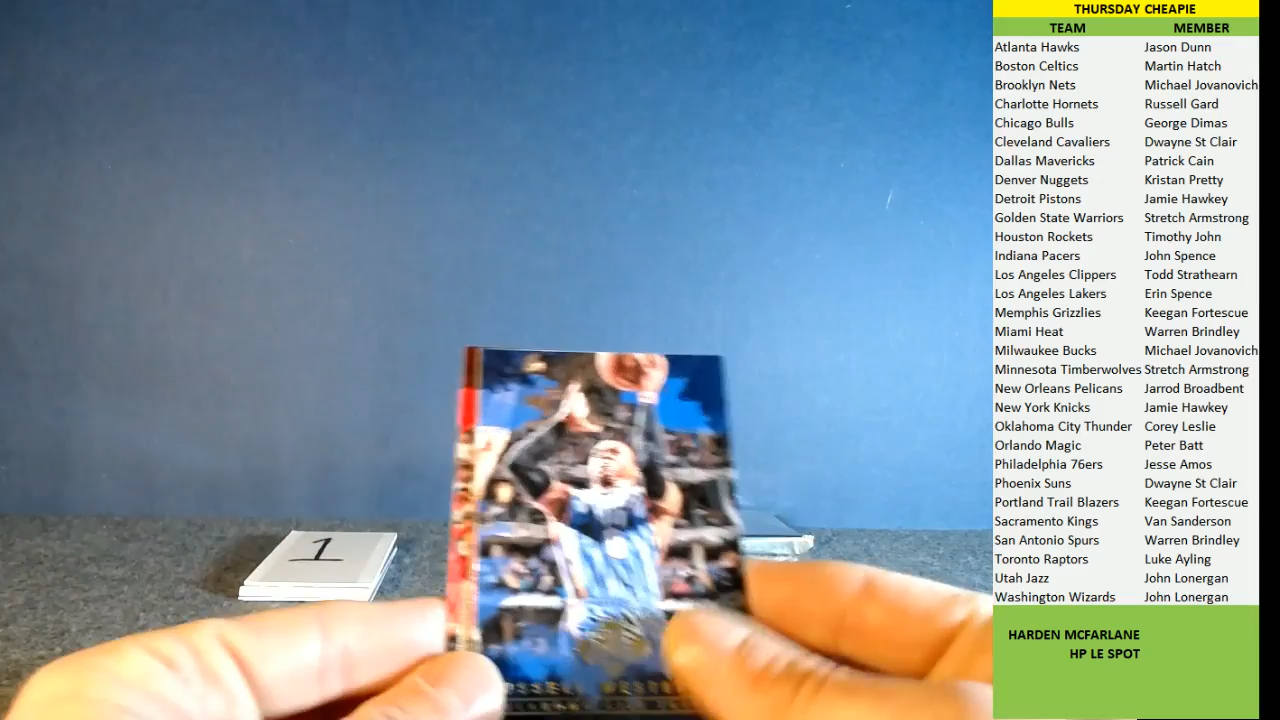 THURSDAY CHEAPIE
TEAM MEMBER
Atlanta Hawks Jason Dunn
Boston Celtics Martin Hatch
Brooklyn Nets Michael Jovanovich
Charlotte Hornets Russell Gard
Chicago Bulls George Dimas
Cleveland Cavaliers Dwayne St Clair
Dallas Mavericks Patrick Cain
Denver Nuggets Kristan Pretty
Detroit Pistons Jamie Hawkey
Golden State Warriors Stretch Armstrong
Houston Rockets Timothy John
Indiana Pacers John Spence
Los Angeles Clippers Todd Strathearn
Los Angeles Lakers Erin Spence
Memphis Grizzlies Keegan Fortescue
Miami Heat Warren Brindley
Milwaukee Bucks Michael Jovanovich
Minnesota Timberwolves Stretch Armstrong
New Orleans Pelicans Jarrod Broadbent
New York Knicks Jamie Hawkey
Oklahoma City Thunder Corey Leslie
Orlando Magic Peter Batt
Philadelphia 76ers Jesse Amos
Phoenix Suns Dwayne St Clair
Portland Trail Blazers Keegan Fortescue
Sacramento Kings Van Sanderson
San Antonio Spurs Warren Brindley
Toronto Raptors Luke Ayling
Utah Jazz John Lonergan
Washington Wizards John Lonergan
HARDEN MCFARLANE
HP LE SPOT
1